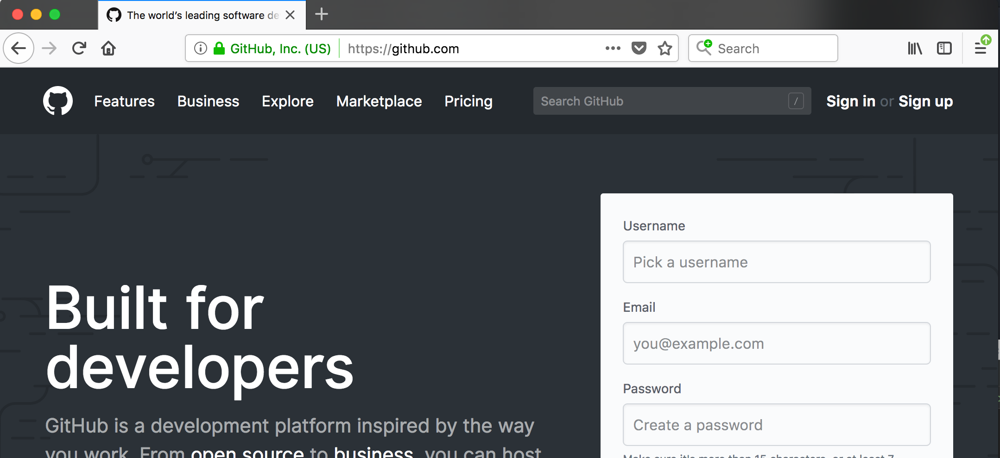 The world's leading software de
GitHub, Inc. (US) https://github.com
Search
Features Business Explore Marketplace Pricing
Search GitHub /
Sign in or Sign up
Built for
developers
GitHub is a development platform inspired by the way
you work. From open source to business, you can host
Username
Pick a username
Email
you@example.com
Password
Create a password
Make sure it's more than 15 characters, or at least 7